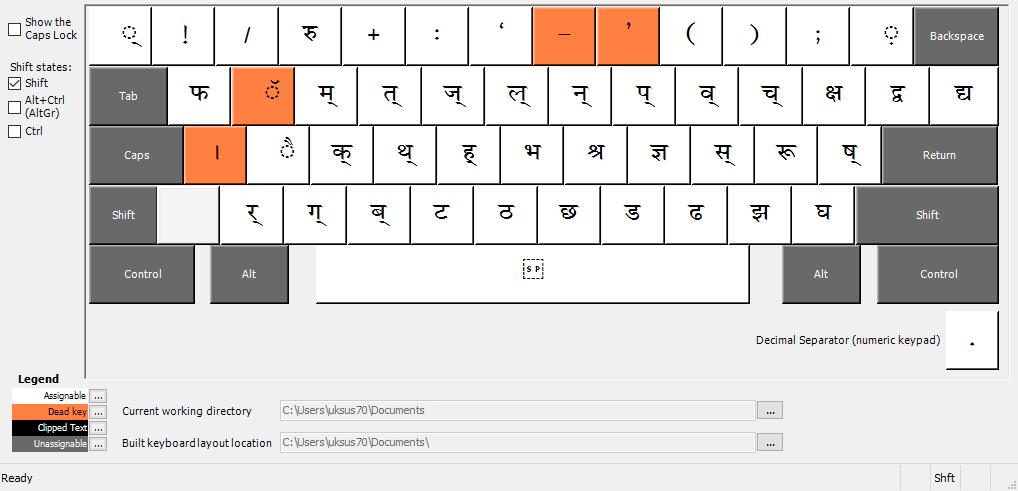 Show the
Caps Lock
Shift states:
Shift
Alt+Ctrl
(AltGr)
Ctrl
◌् ! / रु + : ‘ – ’ ( ) ; ़ Backspace
Tab फ ◌ॅ म् त् ज् ल् न् प् व् च् क्ष द्व द्य
Caps । ◌ै क् थ् ह् भ श्र ज्ञ स् रू ष् Return
Shift र् ग् ब् ट ठ छ ड ढ झ घ Shift
Control Alt SP Alt Control
Decimal Separator (numeric keypad) .
Legend
Assignable ...
Dead key ...
Clipped Text ...
Unassignable ...
Current working directory C:\Users\uksus70\Documents ...
Built keyboard layout location C:\Users\uksus70\Documents\ ...
Ready Shft